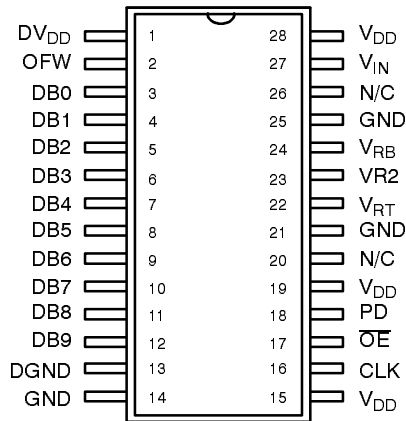 DVDD 1 28 VDD
OFW 2 27 VIN
DB0 3 26 N/C
DB1 4 25 GND
DB2 5 24 VRB
DB3 6 23 VR2
DB4 7 22 VRT
DB5 8 21 GND
DB6 9 20 N/C
DB7 10 19 VDD
DB8 11 18 PD
DB9 12 17 OE
DGND 13 16 CLK
GND 14 15 VDD